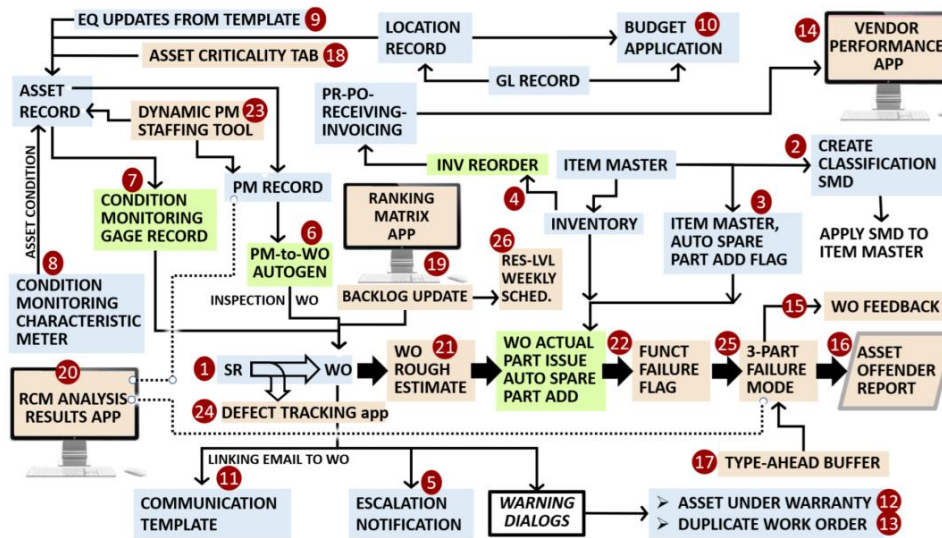 EQ UPDATES FROM TEMPLATE 9
ASSET CRITICALITY TAB 18
LOCATION
RECORD
BUDGET 10
APPLICATION
GL RECORD
14 VENDOR
PERFORMANCE
APP
ASSET
RECORD
DYNAMIC PM 23
STAFFING TOOL
PR-PO-
RECEIVING-
INVOICING
INV REORDER
4
ITEM MASTER
INVENTORY
2 CREATE
CLASSIFICATION
SMD
APPLY SMD TO
ITEM MASTER
3
ITEM MASTER,
AUTO SPARE
PART ADD FLAG
ASSET CONDITION
7
CONDITION
MONITORING
GAGE RECORD
PM RECORD
6
PM-to-WO
AUTOGEN
RANKING
MATRIX
APP
19
BACKLOG UPDATE
26
RES-LVL
WEEKLY
SCHED.
8
CONDITION
MONITORING
CHARACTERISTIC
METER
INSPECTION WO
15 WO FEEDBACK
20
RCM ANALYSIS
RESULTS APP
1 SR WO
WO 21
ROUGH
ESTIMATE
WO ACTUAL
PART ISSUE
AUTO SPARE
PART ADD
22
FUNCT
FAILURE
FLAG
25
3-PART
FAILURE
MODE
16
ASSET
OFFENDER
REPORT
24 DEFECT TRACKING app
17 TYPE-AHEAD BUFFER
LINKING EMAIL TO WO
11
COMMUNICATION
TEMPLATE
5
ESCALATION
NOTIFICATION
WARNING
DIALOGS
➢ ASSET UNDER WARRANTY 12
➢ DUPLICATE WORK ORDER 13